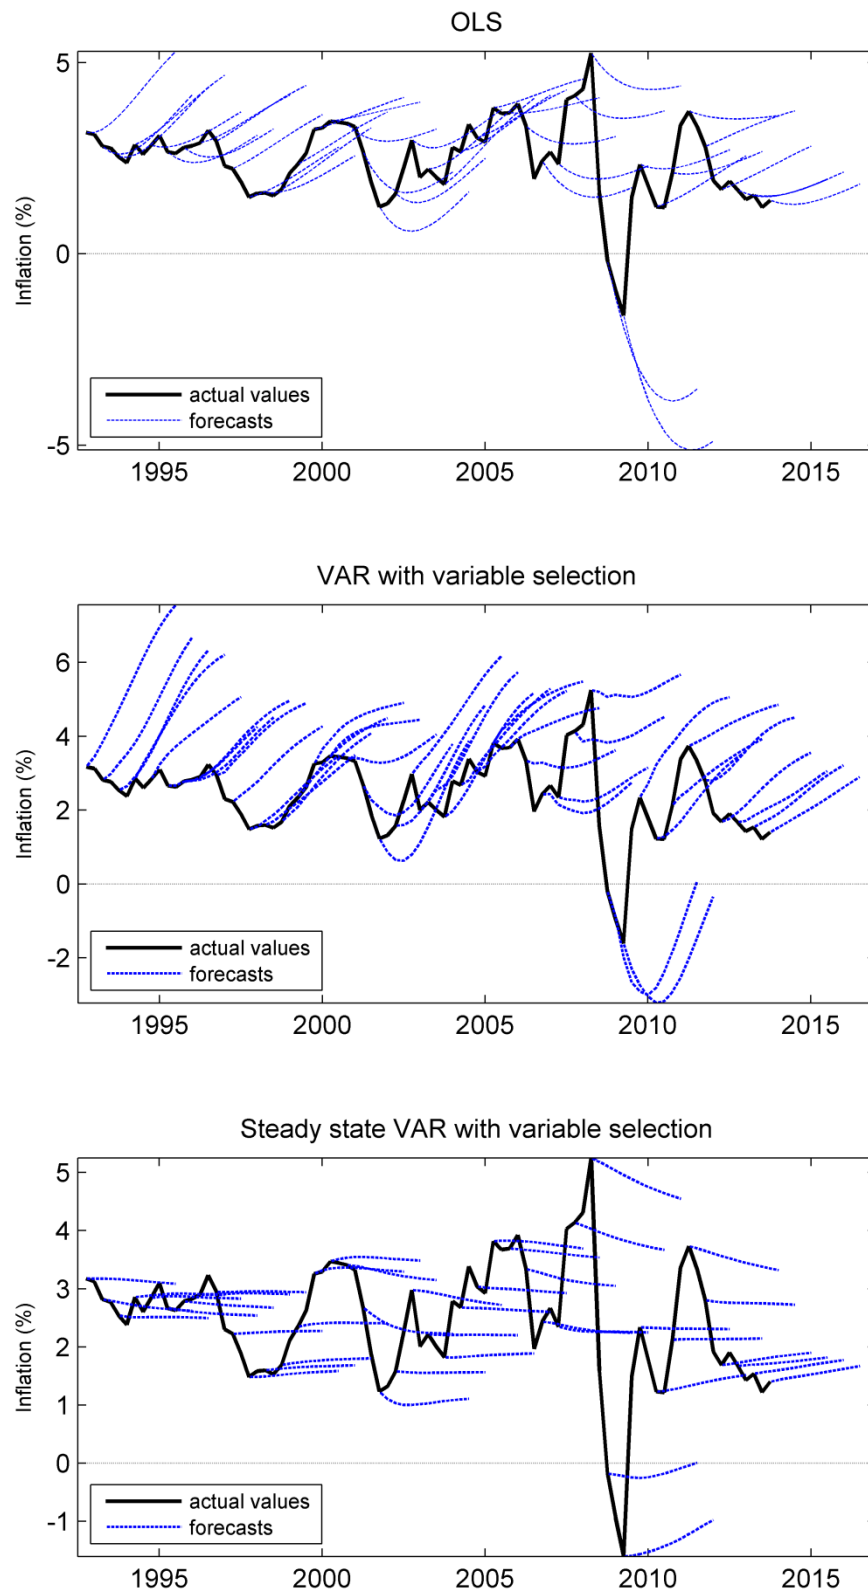 OLS
5
0
-5
Inflation (%)
actual values
forecasts
1995 2000 2005 2010 2015
VAR with variable selection
6
4
2
0
-2
Inflation (%)
actual values
forecasts
1995 2000 2005 2010 2015
Steady state VAR with variable selection
5
4
3
2
1
0
-1
Inflation (%)
actual values
forecasts
1995 2000 2005 2010 2015